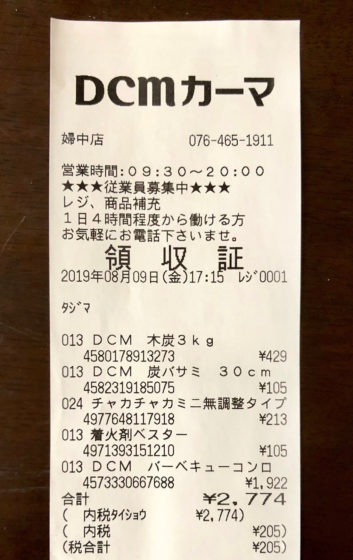 DCMカーマ
婦中店 076-465-1911
営業時間:09:30~20:00
★★★従業員募集中★★★
レジ、商品補充
1日4時間程度から働ける方
お気軽にお電話下さいませ。
領収証
2019年08月09日(金)17:15 レジ0001
タジマ
013 DCM 木炭3kg
4580178913273 ¥429
013 DCM 炭バサミ 30cm
4582319185075 ¥105
024 チャカチャカミニ無調整タイプ
4977648117918 ¥213
013 着火剤ベスター
4971393151210 ¥105
013 DCM バーベキューコンロ
4573330667688 ¥1,922
合計 ¥2,774
( 内税タイショウ ¥2,774)
( 内税 ¥205)
(税合計 ¥205)